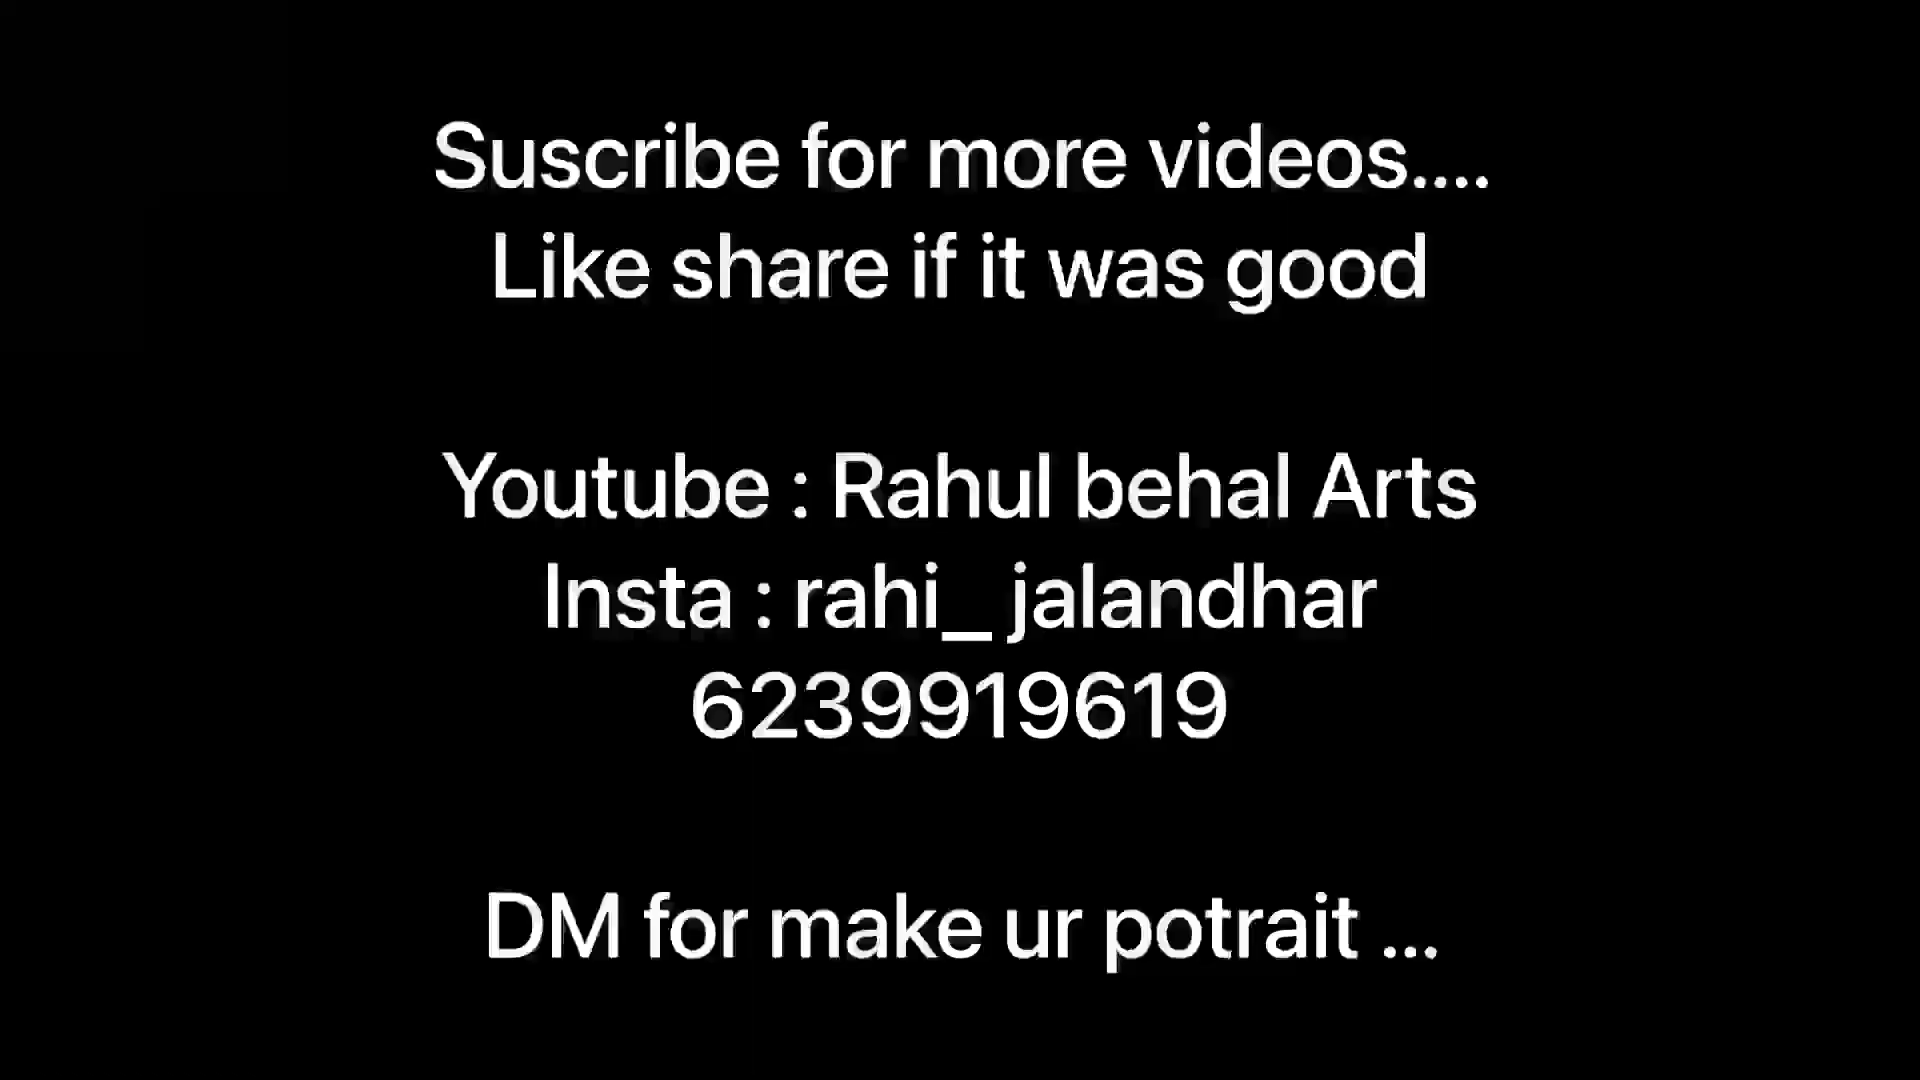 Suscribe for more videos....
Like share if it was good
Youtube : Rahul behal Arts
Insta : rahi_ jalandhar
6239919619
DM for make ur potrait ...